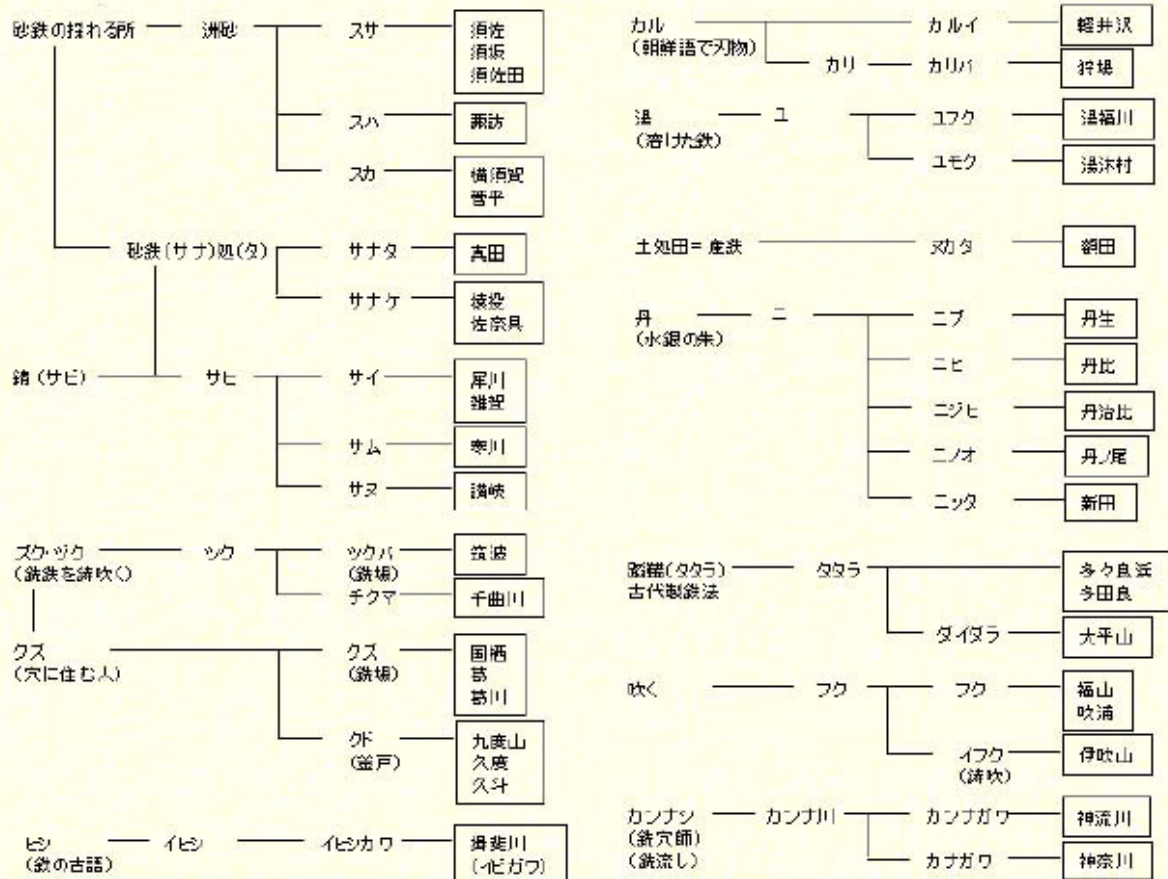 砂鉄の採れる所
洲砂
スサ
須佐
須坂
須佐田
スハ
諏訪
スカ
横須賀
菅平
砂鉄(サナ)処(タ)
サナタ
真田
サナケ
猿投
佐奈具
錆(サビ)
サヒ
サイ
犀川
雑賀
サム
寒川
サヌ
讃岐
ズク・ヅク
(銑鉄を鋳吹く)
ツク
ツクバ
(銑場)
筑波
チクマ
千曲川
クズ
(穴に住む人)
クズ
(銑場)
国栖
葛
葛川
クド
(釜戸)
九度山
久度
久斗
ヒシ
(鉄の古語)
イヒシ
イヒシカワ
揖斐川
(イビガワ)
カル
(朝鮮語で刃物)
カルイ
軽井沢
カリ
カリバ
狩場
湯
(溶けた鉄)
ユ
ユフク
湯福川
ユモク
湯沐村
土処田=産鉄
ヌカタ
額田
丹
(水銀の朱)
ニ
ニブ
丹生
ニヒ
丹比
ニジヒ
丹治比
ニノオ
丹ノ尾
ニッタ
新田
踏鞴(タタラ)
古代製鉄法
タタラ
多々良浜
多田良
ダイダラ
大平山
吹く
フク
フク
福山
吹浦
イフク
(鋳吹)
伊吹山
カンナシ
(鉄穴師)
(鉄流し)
カンナ川
カンナガワ
神流川
カナガワ
神奈川